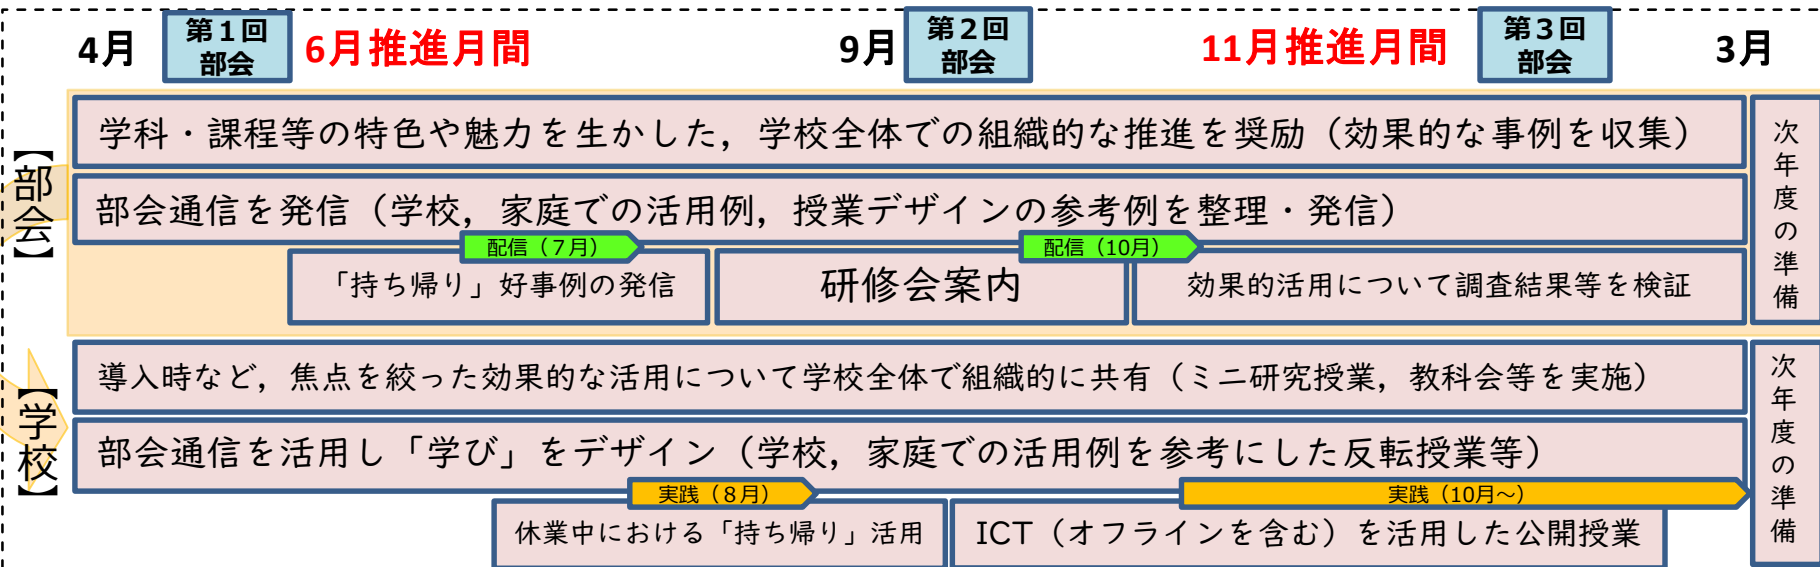 4月
第1回
部会
6月推進月間
9月
第2回
部会
11月推進月間
第3回
部会
3月
【部会】
学科・課程等の特色や魅力を生かした，学校全体での組織的な推進を奨励（効果的な事例を収集）
部会通信を発信（学校，家庭での活用例，授業デザインの参考例を整理・発信）
配信（７月）
配信（10月）
「持ち帰り」好事例の発信
研修会案内
効果的活用について調査結果等を検証
次年度の準備
【学校】
導入時など，焦点を絞った効果的な活用について学校全体で組織的に共有（ミニ研究授業，教科会等を実施）
部会通信を活用し「学び」をデザイン（学校，家庭での活用例を参考にした反転授業等）
実践（８月）
実践（10月～）
休業中における「持ち帰り」活用
ICT（オフラインを含む）を活用した公開授業
次年度の準備